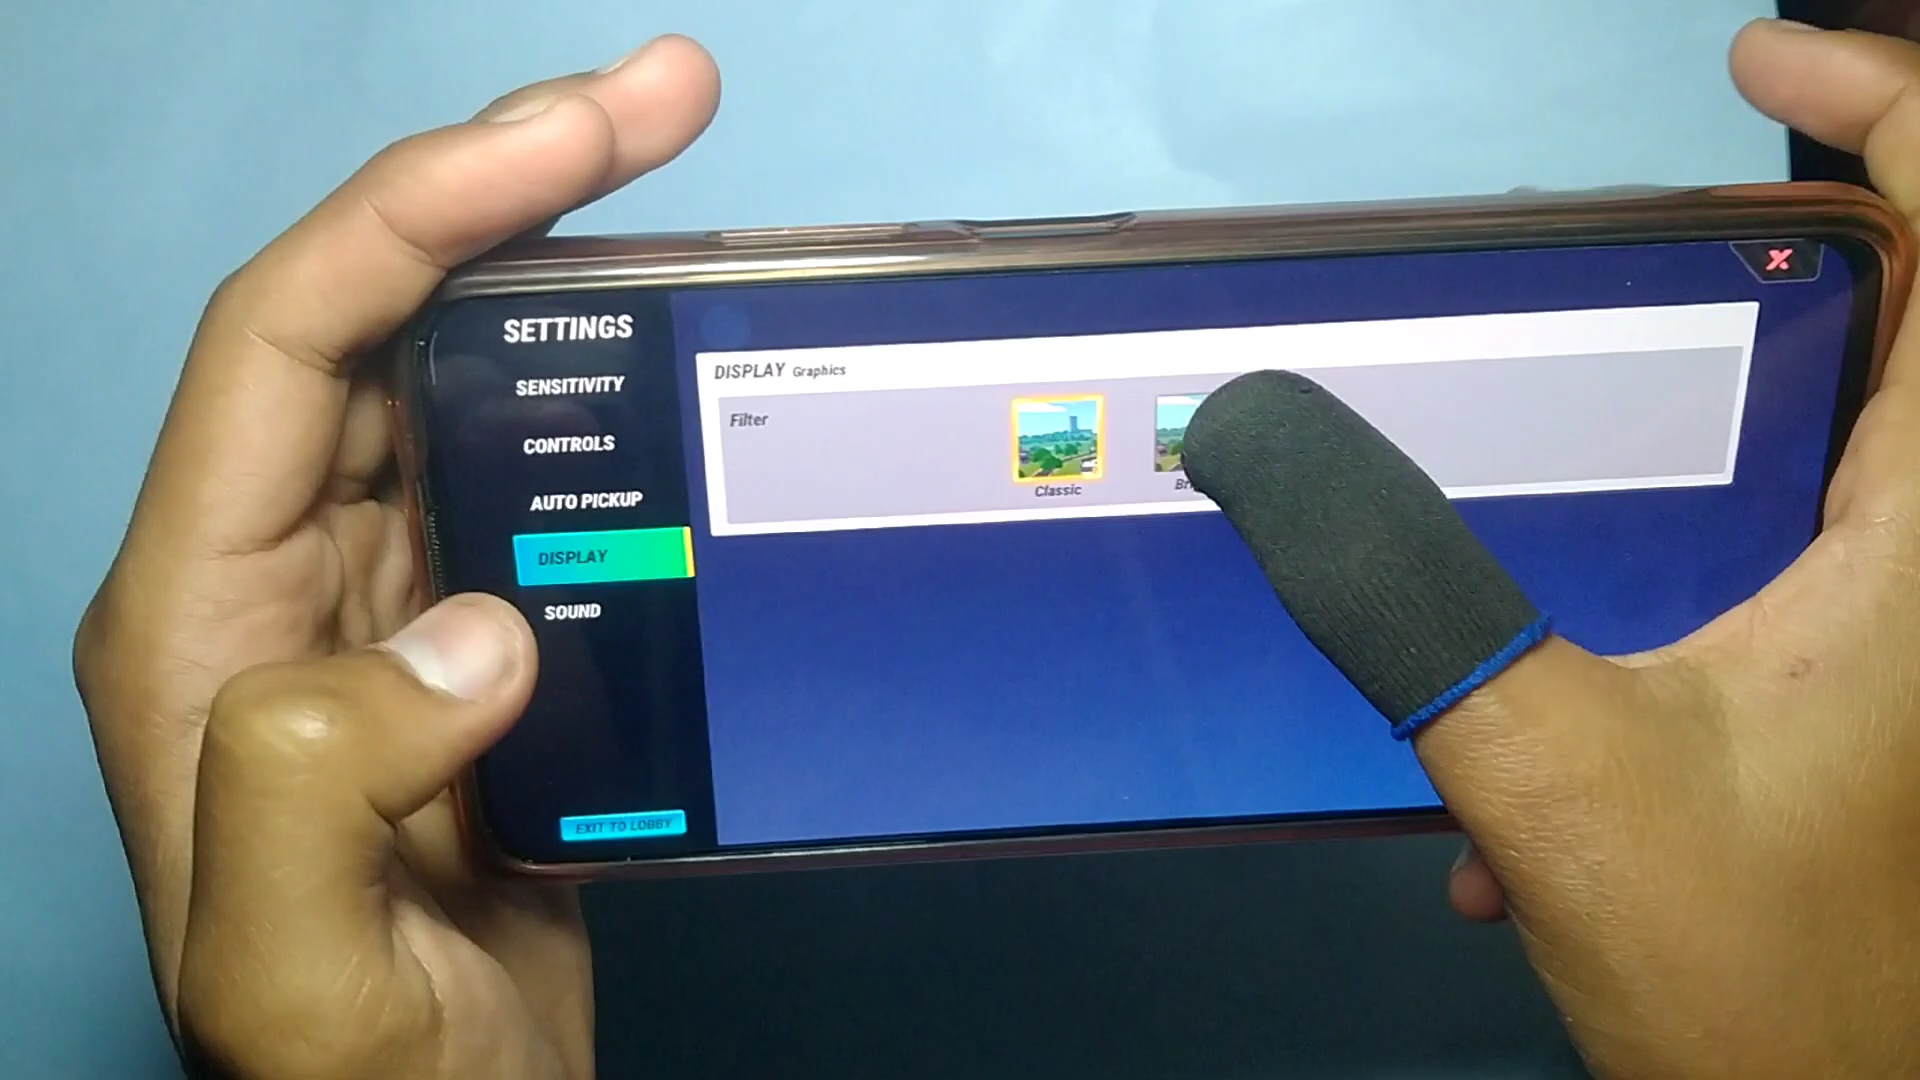 SETTINGS
SENSITIVITY
CONTROLS
AUTO PICKUP
DISPLAY
SOUND
EXIT TO LOBBY
DISPLAY Graphics
Filter
Classic